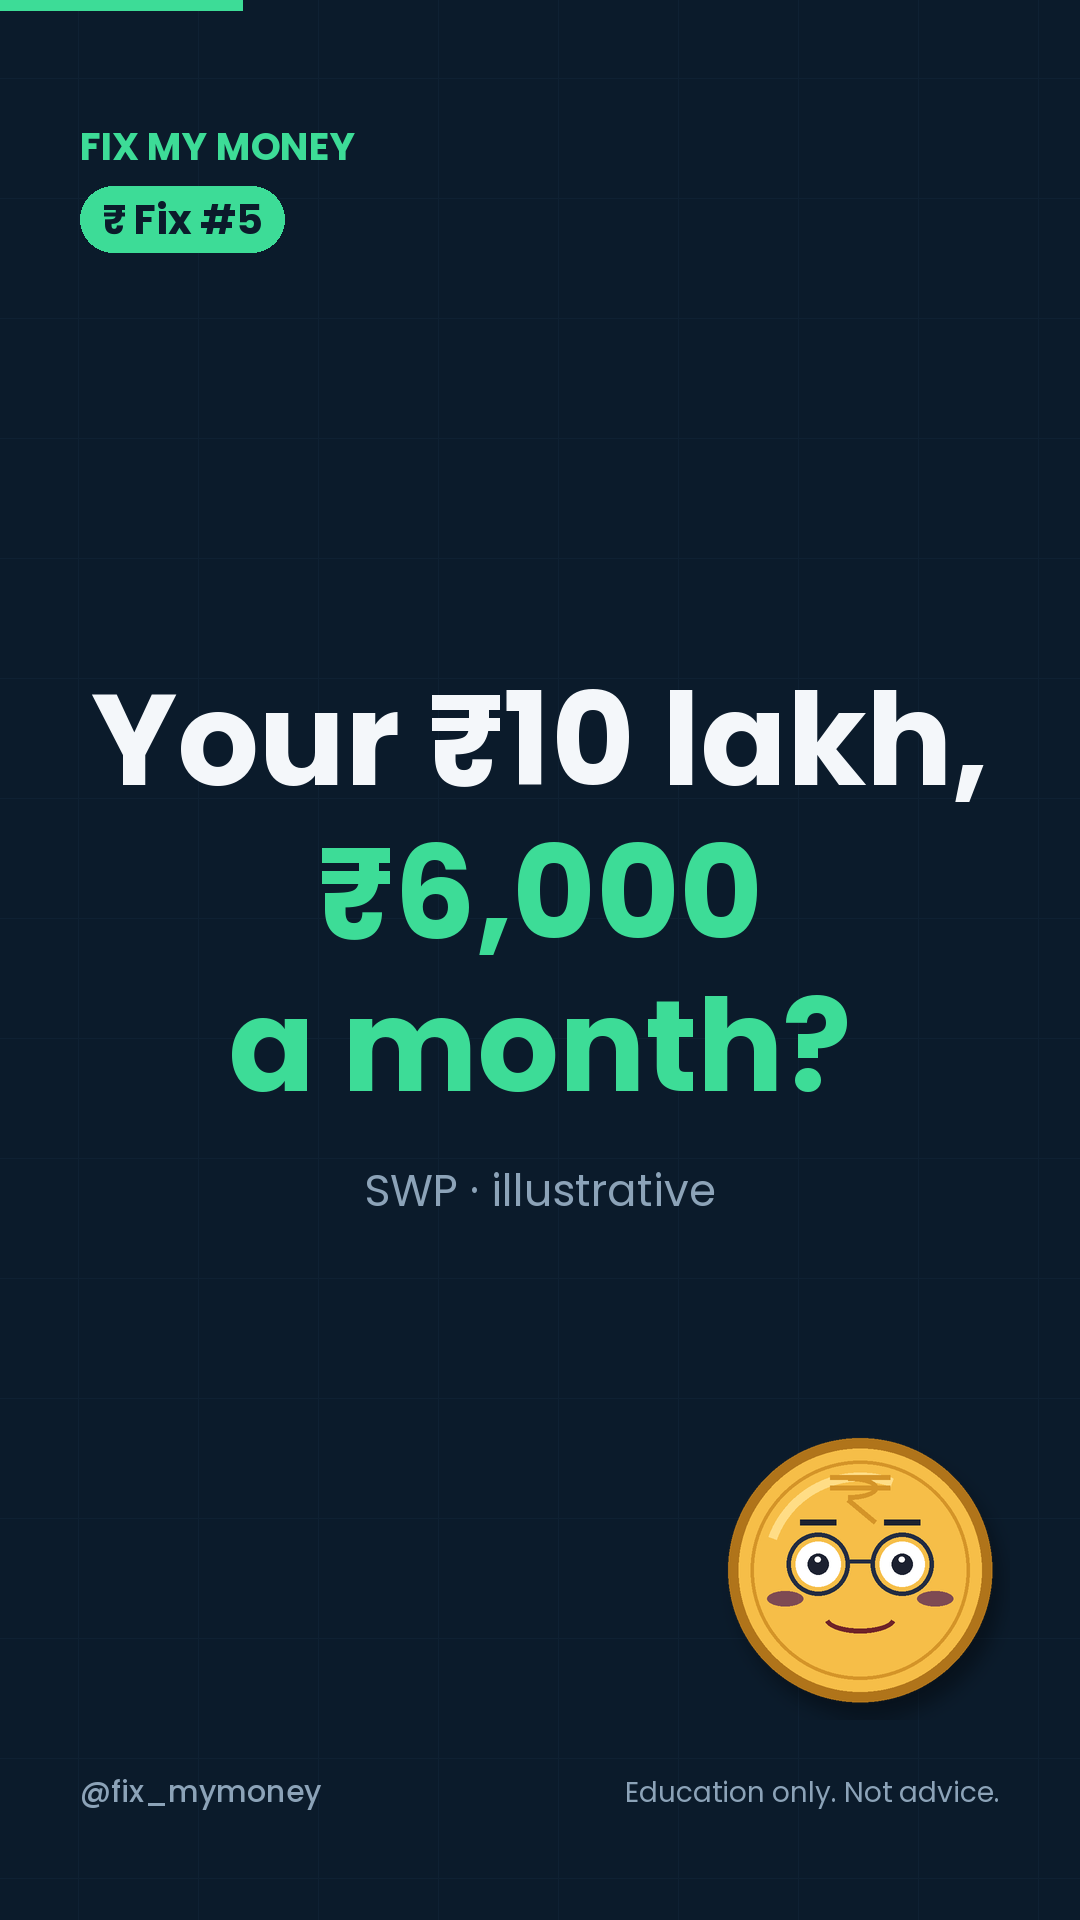 FIX MY MONEY
₹ Fix #5
Your ₹10 lakh,
₹6,000
a month?
SWP · illustrative
₹
@fix_mymoney
Education only. Not advice.